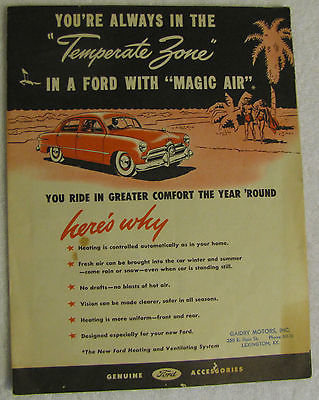 YOU'RE ALWAYS IN THE
"Temperate Zone"
IN A FORD WITH "MAGIC AIR"*
YOU RIDE IN GREATER COMFORT THE YEAR 'ROUND
here's why
★ Heating is controlled automatically as in your home.
★ Fresh air can be brought into the car winter and summer
—come rain or snow—even when car is standing still.
★ No drafts—no blasts of hot air.
★ Vision can be made clearer, safer in all seasons.
★ Heating is more uniform—front and rear.
★ Designed especially for your new Ford.
*The New Ford Heating and Ventilating System
GAIDRY MOTORS, INC.
E. Main St. Phone
LEXINGTON, KY.
GENUINE Ford ACCESSORIES